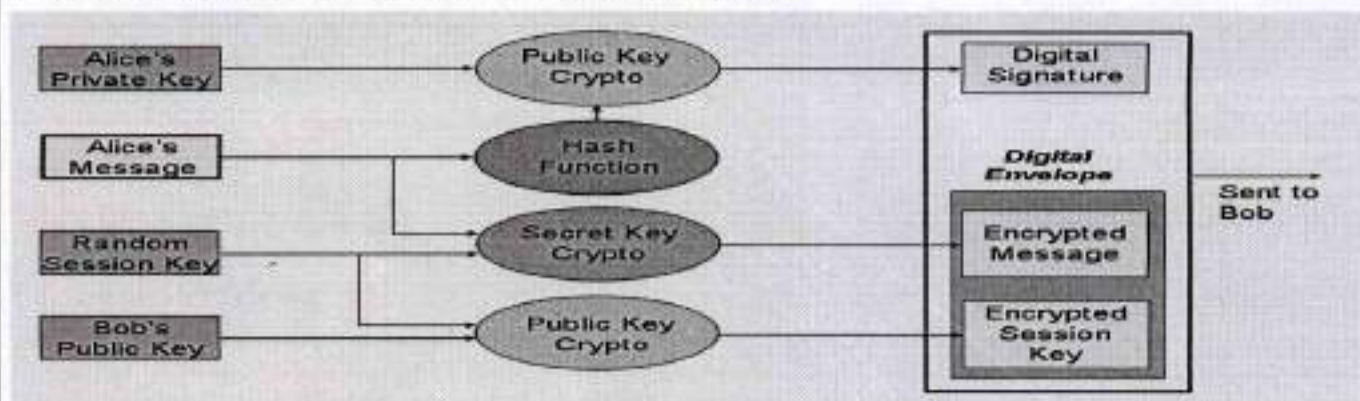 Alice's
Private Key
Public Key
Crypto
Digital
Signature
Alice's
Message
Hash
Function
Digital
Envelope
Sent to
Bob
Random
Session Key
Secret Key
Crypto
Encrypted
Message
Bob's
Public Key
Public Key
Crypto
Encrypted
Session
Key